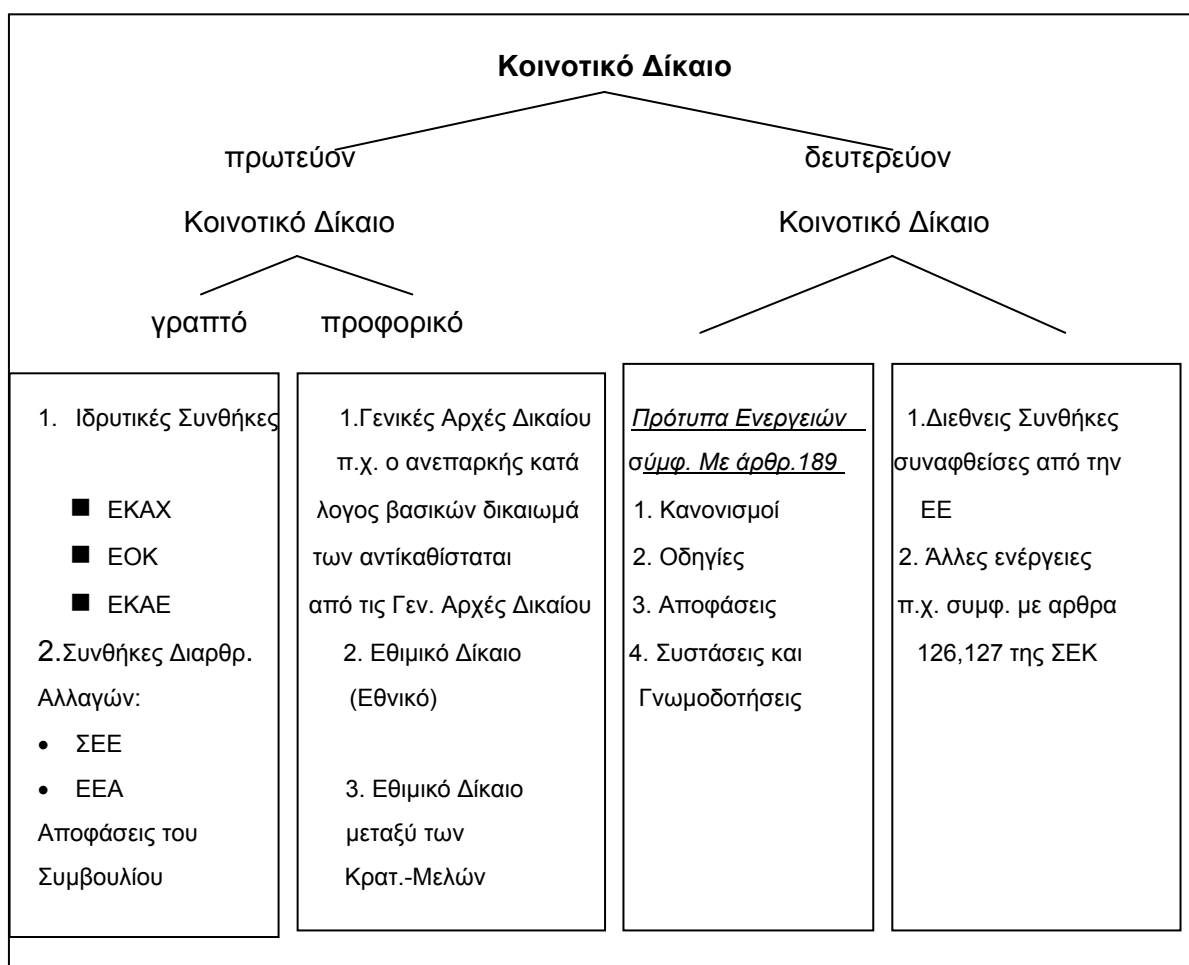 Κοινοτικό Δίκαιο
πρωτεύον
Κοινοτικό Δίκαιο
γραπτό
προφορικό
1. Ιδρυτικές Συνθήκες
■ ΕΚΑΧ
■ ΕΟΚ
■ ΕΚΑΕ
2.Συνθήκες Διαρθρ.
Αλλαγών:
• ΣΕΕ
• ΕΕΑ
Αποφάσεις του
Συμβουλίου
1.Γενικές Αρχές Δικαίου
π.χ. ο ανεπαρκής κατά
λογος βασικών δικαιωμά
των αντίκαθίσταται
από τις Γεν. Αρχές Δικαίου
2. Εθιμικό Δίκαιο
(Εθνικό)
3. Εθιμικό Δίκαιο
μεταξύ των
Κρατ.-Μελών
δευτερεύον
Κοινοτικό Δίκαιο
Πρότυπα Ενεργειών
σύμφ. Με άρθρ.189
1. Κανονισμοί
2. Οδηγίες
3. Αποφάσεις
4. Συστάσεις και
Γνωμοδοτήσεις
1.Διεθνεις Συνθήκες
συναφθείσες από την
ΕΕ
2. Άλλες ενέργειες
π.χ. συμφ. με αρθρα
126,127 της ΣΕΚ